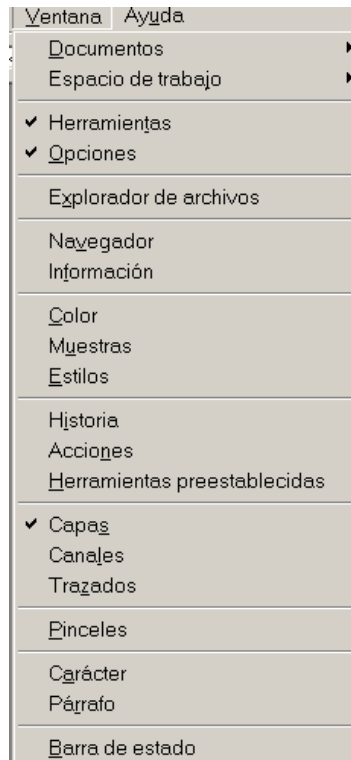 Ventana Ayuda
Documentos
Espacio de trabajo
Herramientas
Opciones
Explorador de archivos
Navegador
Información
Color
Muestras
Estilos
Historia
Acciones
Herramientas preestablecidas
Capas
Canales
Trazados
Pinceles
Carácter
Párrafo
Barra de estado